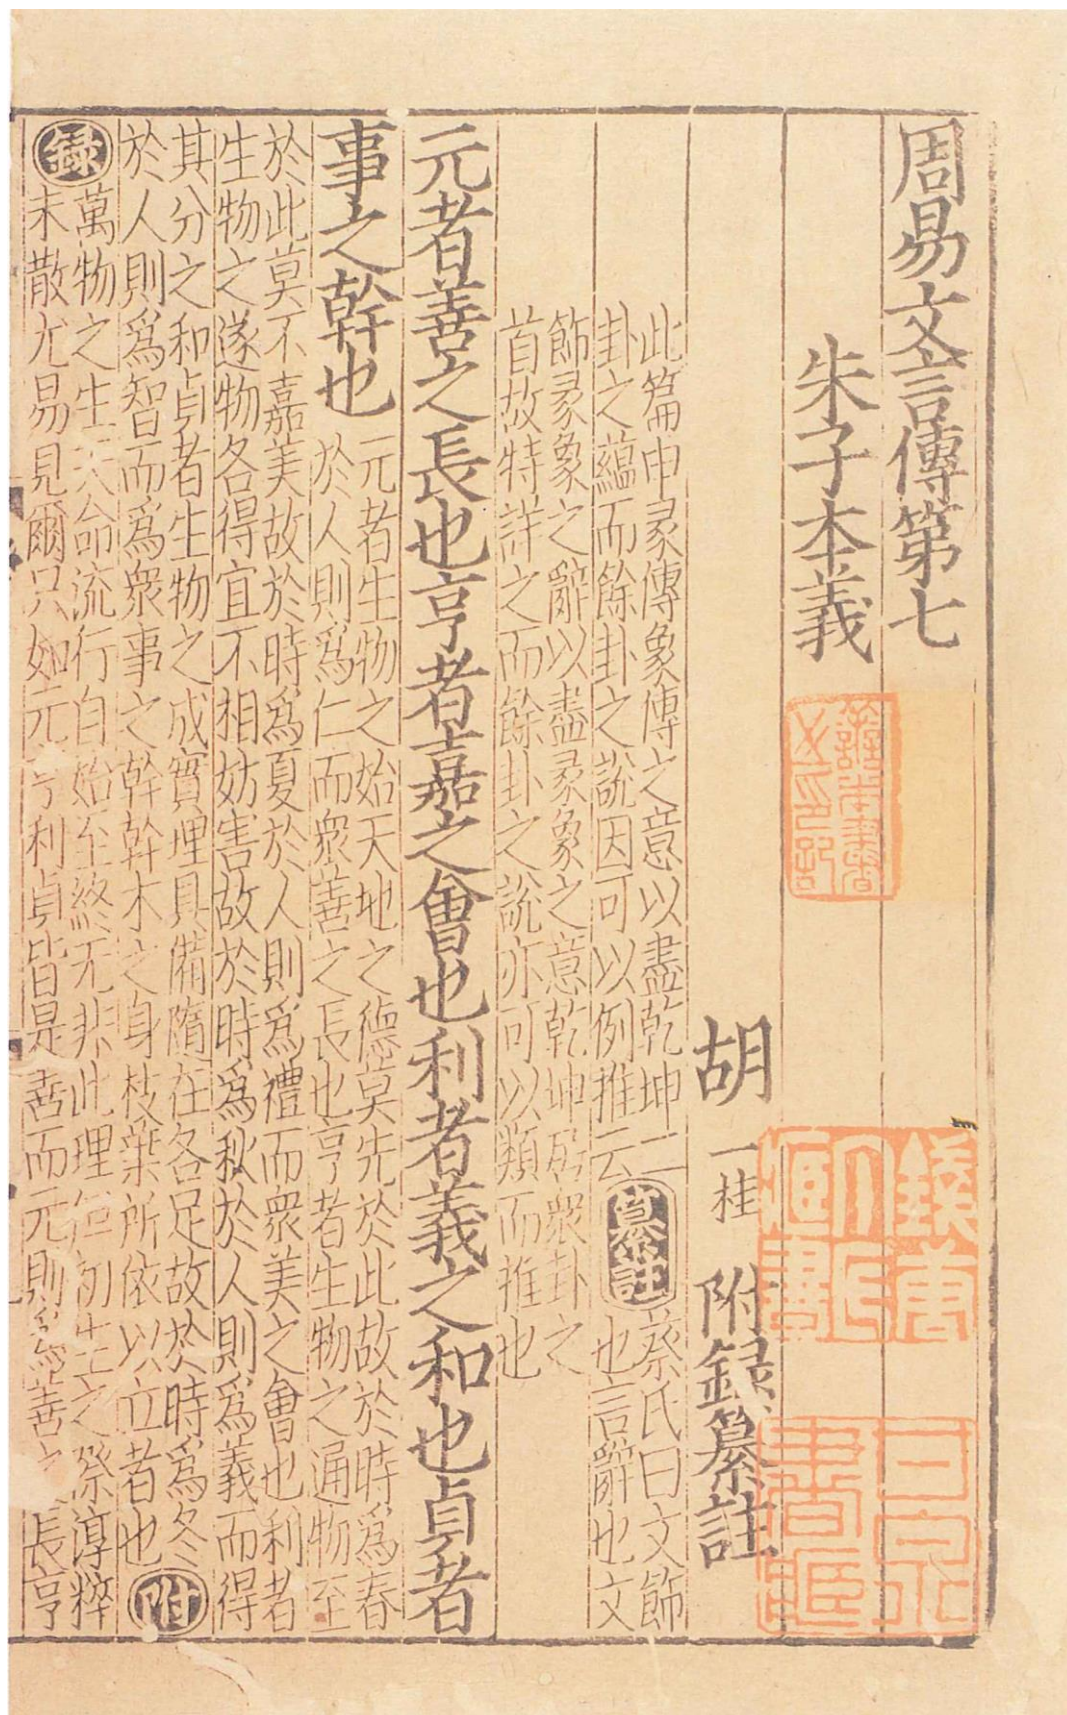 周易文言傳第七
朱子本義
胡一桂附録纂註
此篇申彖傳象傳之意以盡乾坤二
卦之蘊而餘卦之說因可以例推云
纂註
蔡氏曰文飾
也言辭也文
飾彖象之辭以盡彖象之意乾坤居衆卦之
首故特詳之而餘卦之說亦可以類而推也
元者善之長也亨者嘉之會也利者義之和也貞者
事之幹也
元者生物之始天地之德莫先於此故於時爲春
於人則爲仁而衆善之長也亨者生物之通物至
於此莫不嘉美故於時爲夏於人則爲禮而衆美之會也利者
生物之遂物各得宜不相妨害故於時爲秋於人則爲義而得
其分之和貞者生物之成實理具備隨在各足故於時爲冬
於人則爲智而爲衆事之幹幹木之身枝葉所依以立者也
附
録
萬物之生天命流行自始至終无非此理但初生之際淳粹
未散尤易見爾只如元亨利貞皆是善而元則爲善之長亨
錢唐丁氏藏書